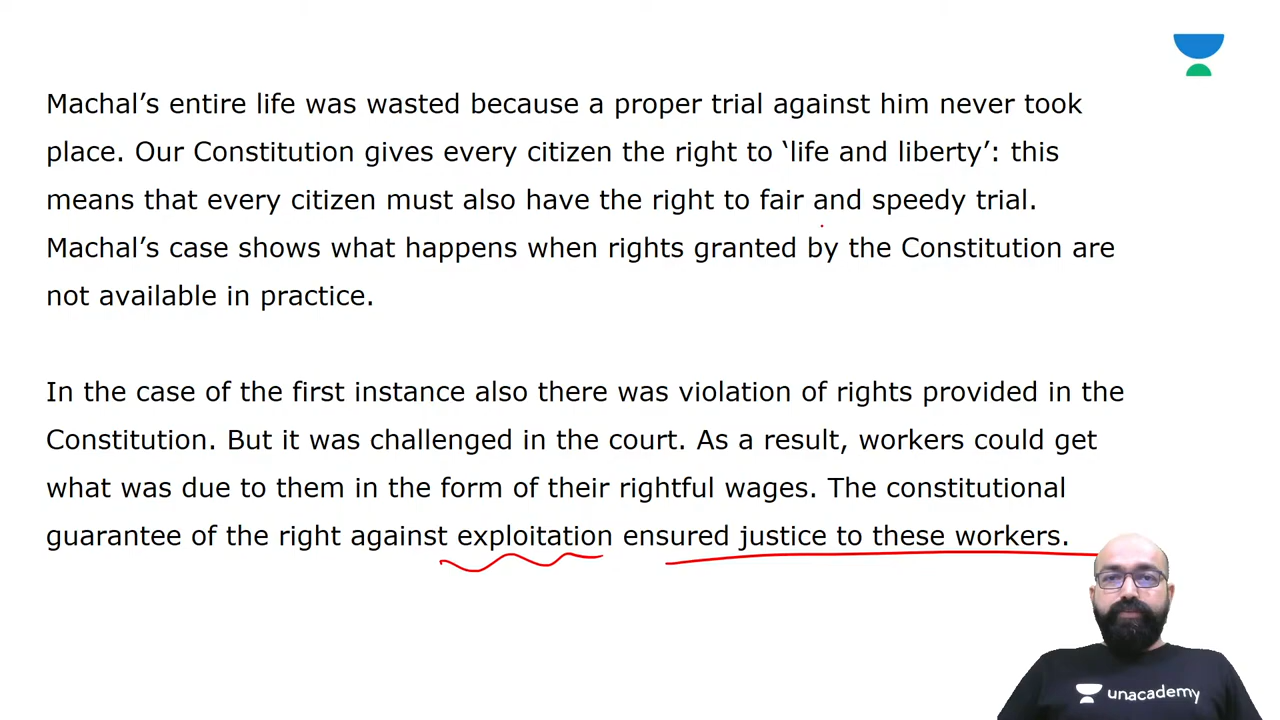 Machal’s entire life was wasted because a proper trial against him never took
place. Our Constitution gives every citizen the right to ‘life and liberty’: this
means that every citizen must also have the right to fair and speedy trial.
Machal’s case shows what happens when rights granted by the Constitution are
not available in practice.
In the case of the first instance also there was violation of rights provided in the
Constitution. But it was challenged in the court. As a result, workers could get
what was due to them in the form of their rightful wages. The constitutional
guarantee of the right against exploitation ensured justice to these workers.
unacademy